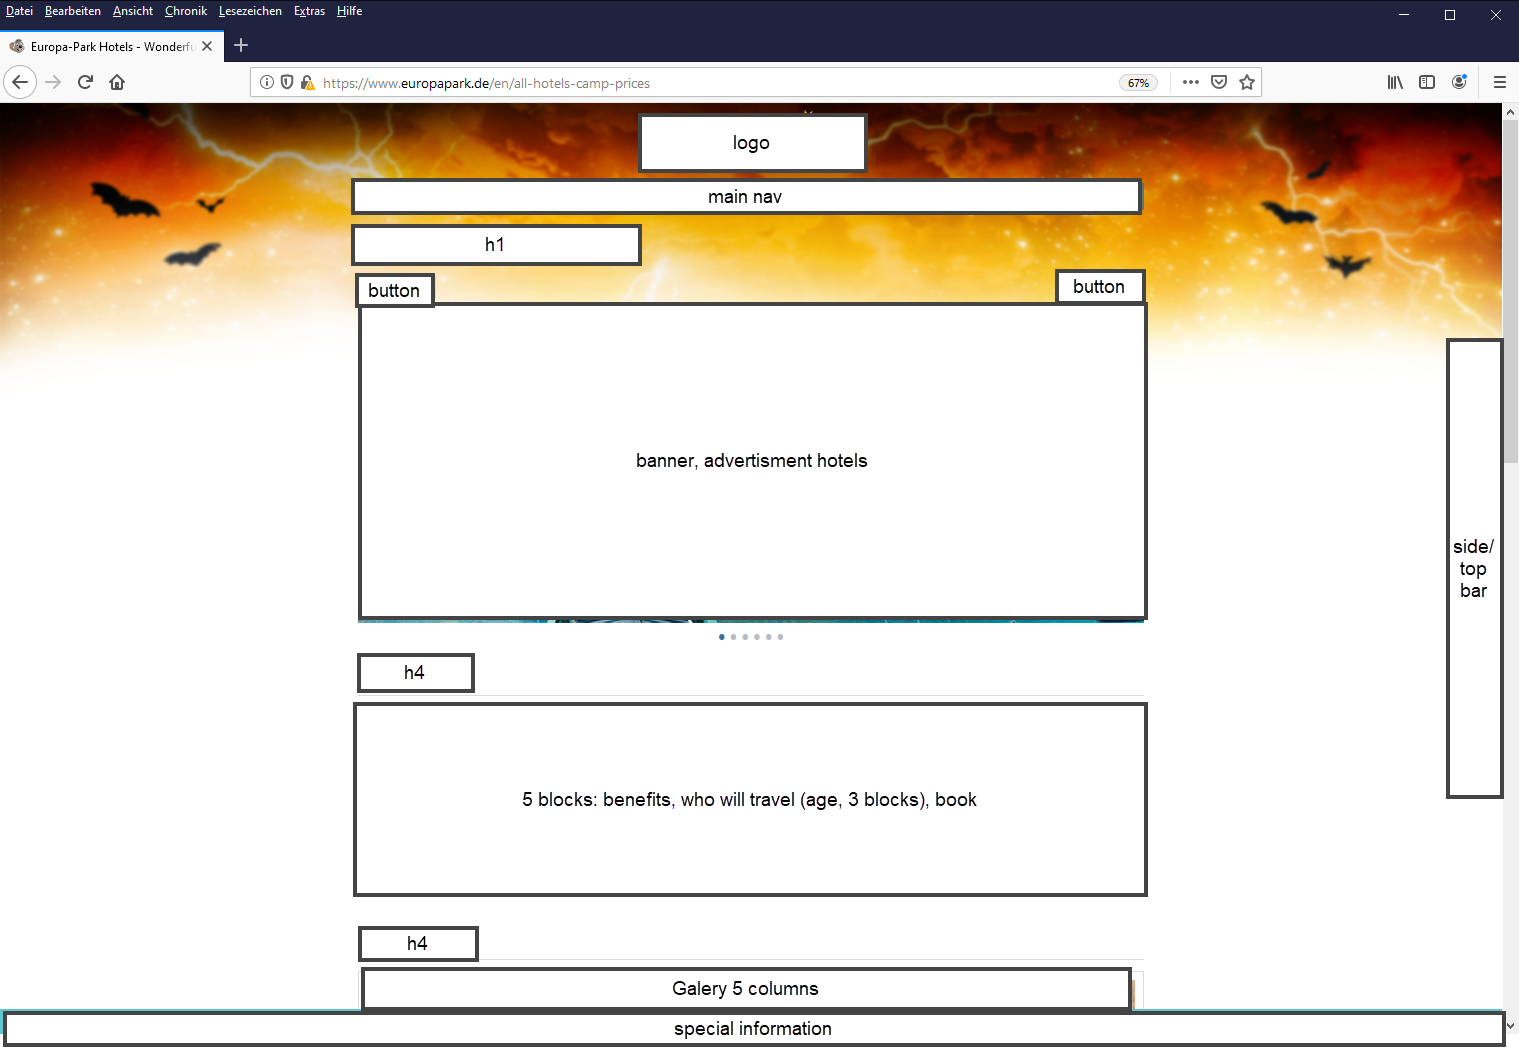 Datei Bearbeiten Ansicht Chronik Lesezeichen Extras Hilfe
Europa-Park Hotels - Wonderfu
https://www.europapark.de/en/all-hotels-camp-prices 67%
logo
main nav
h1
button button
banner, advertisment hotels
side/
top
bar
h4
5 blocks: benefits, who will travel (age, 3 blocks), book
h4
Galery 5 columns
special information